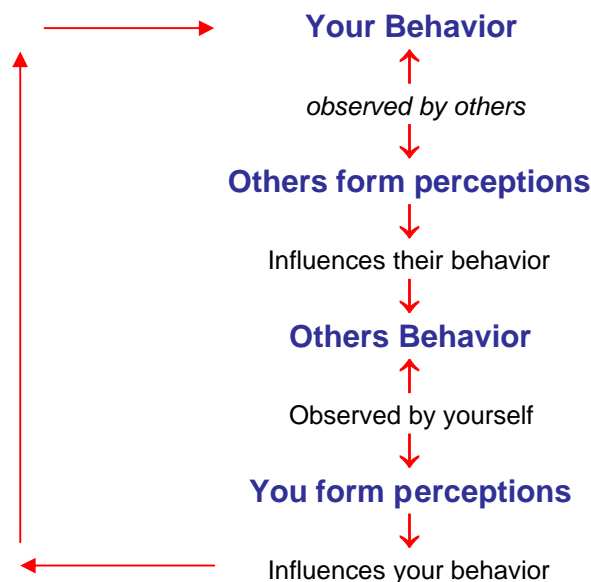 Your Behavior
observed by others
Others form perceptions
Influences their behavior
Others Behavior
Observed by yourself
You form perceptions
Influences your behavior